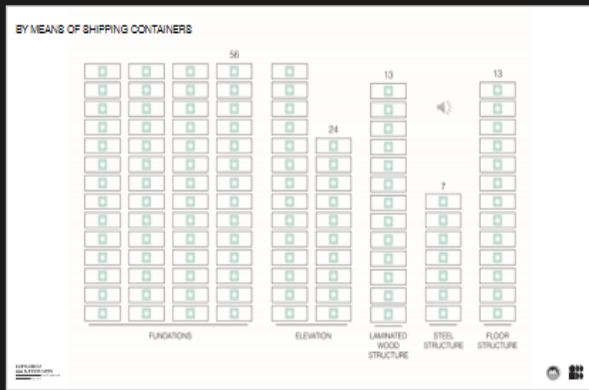 BY MEANS OF SHIPPING CONTAINERS
56
24
13
7
13
FUNDATIONS
ELEVATION
LAMINATED
WOOD
STRUCTURE
STEEL
STRUCTURE
FLOOR
STRUCTURE